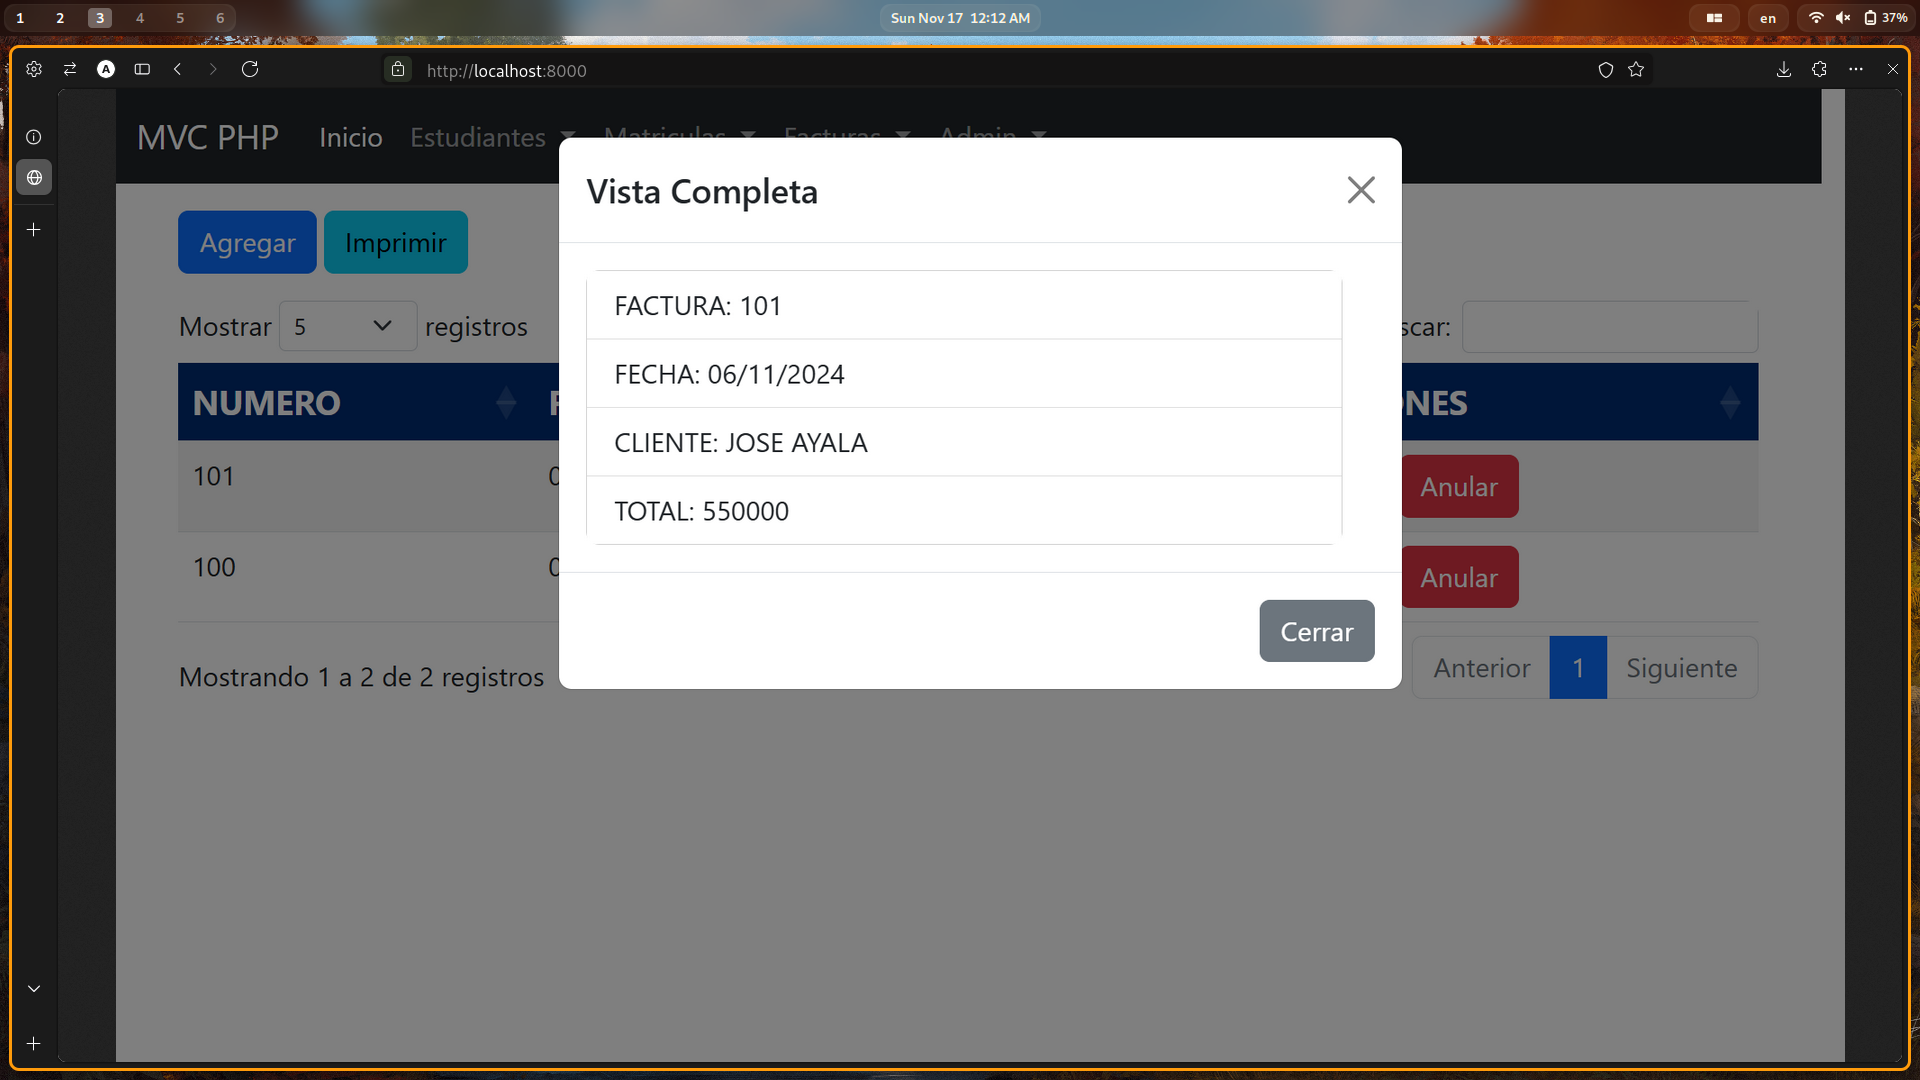 1 2 3 4 5 6 Sun Nov 17 12:12 AM en 37%
A http://localhost:8000
MVC PHP Inicio Estudiantes Matriculas Facturas Admin
Vista Completa
Agregar Imprimir
FACTURA: 101
Mostrar 5 registros scar:
FECHA: 06/11/2024
NUMERO NES
CLIENTE: JOSE AYALA
101 0 Anular
TOTAL: 550000
100 0 Anular
Cerrar
Mostrando 1 a 2 de 2 registros Anterior 1 Siguiente